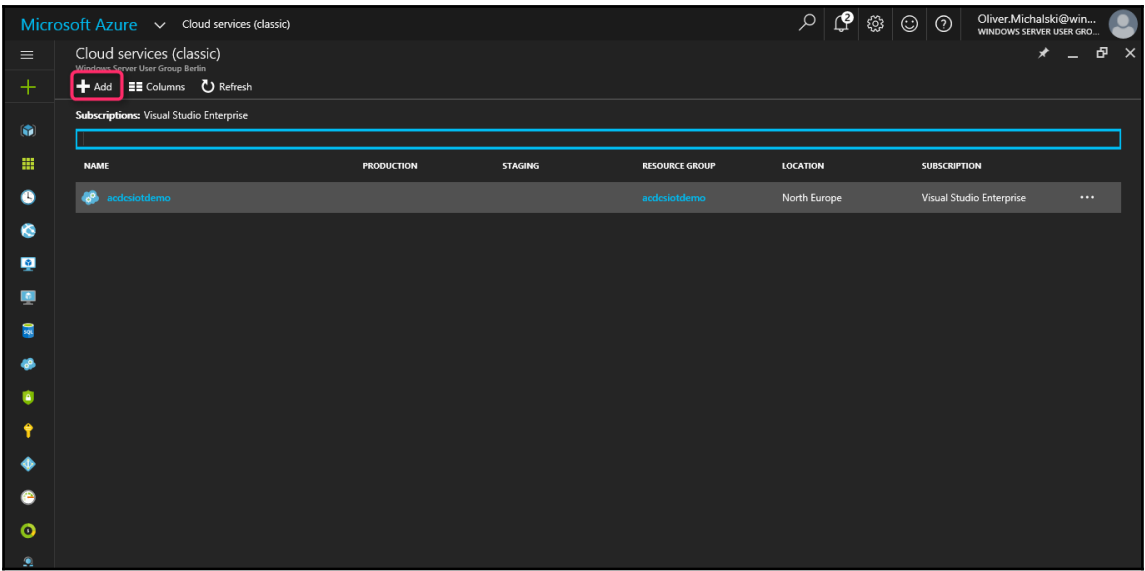 Microsoft Azure Cloud services (classic) 2 ? Oliver.Michalski@win...
WINDOWS SERVER USER GRO...
Cloud services (classic)
Windows Server User Group Berlin
Add Columns Refresh
Subscriptions: Visual Studio Enterprise
NAME PRODUCTION STAGING RESOURCE GROUP LOCATION SUBSCRIPTION
acdcsiotdemo acdcsiotdemo North Europe Visual Studio Enterprise ...
SQL